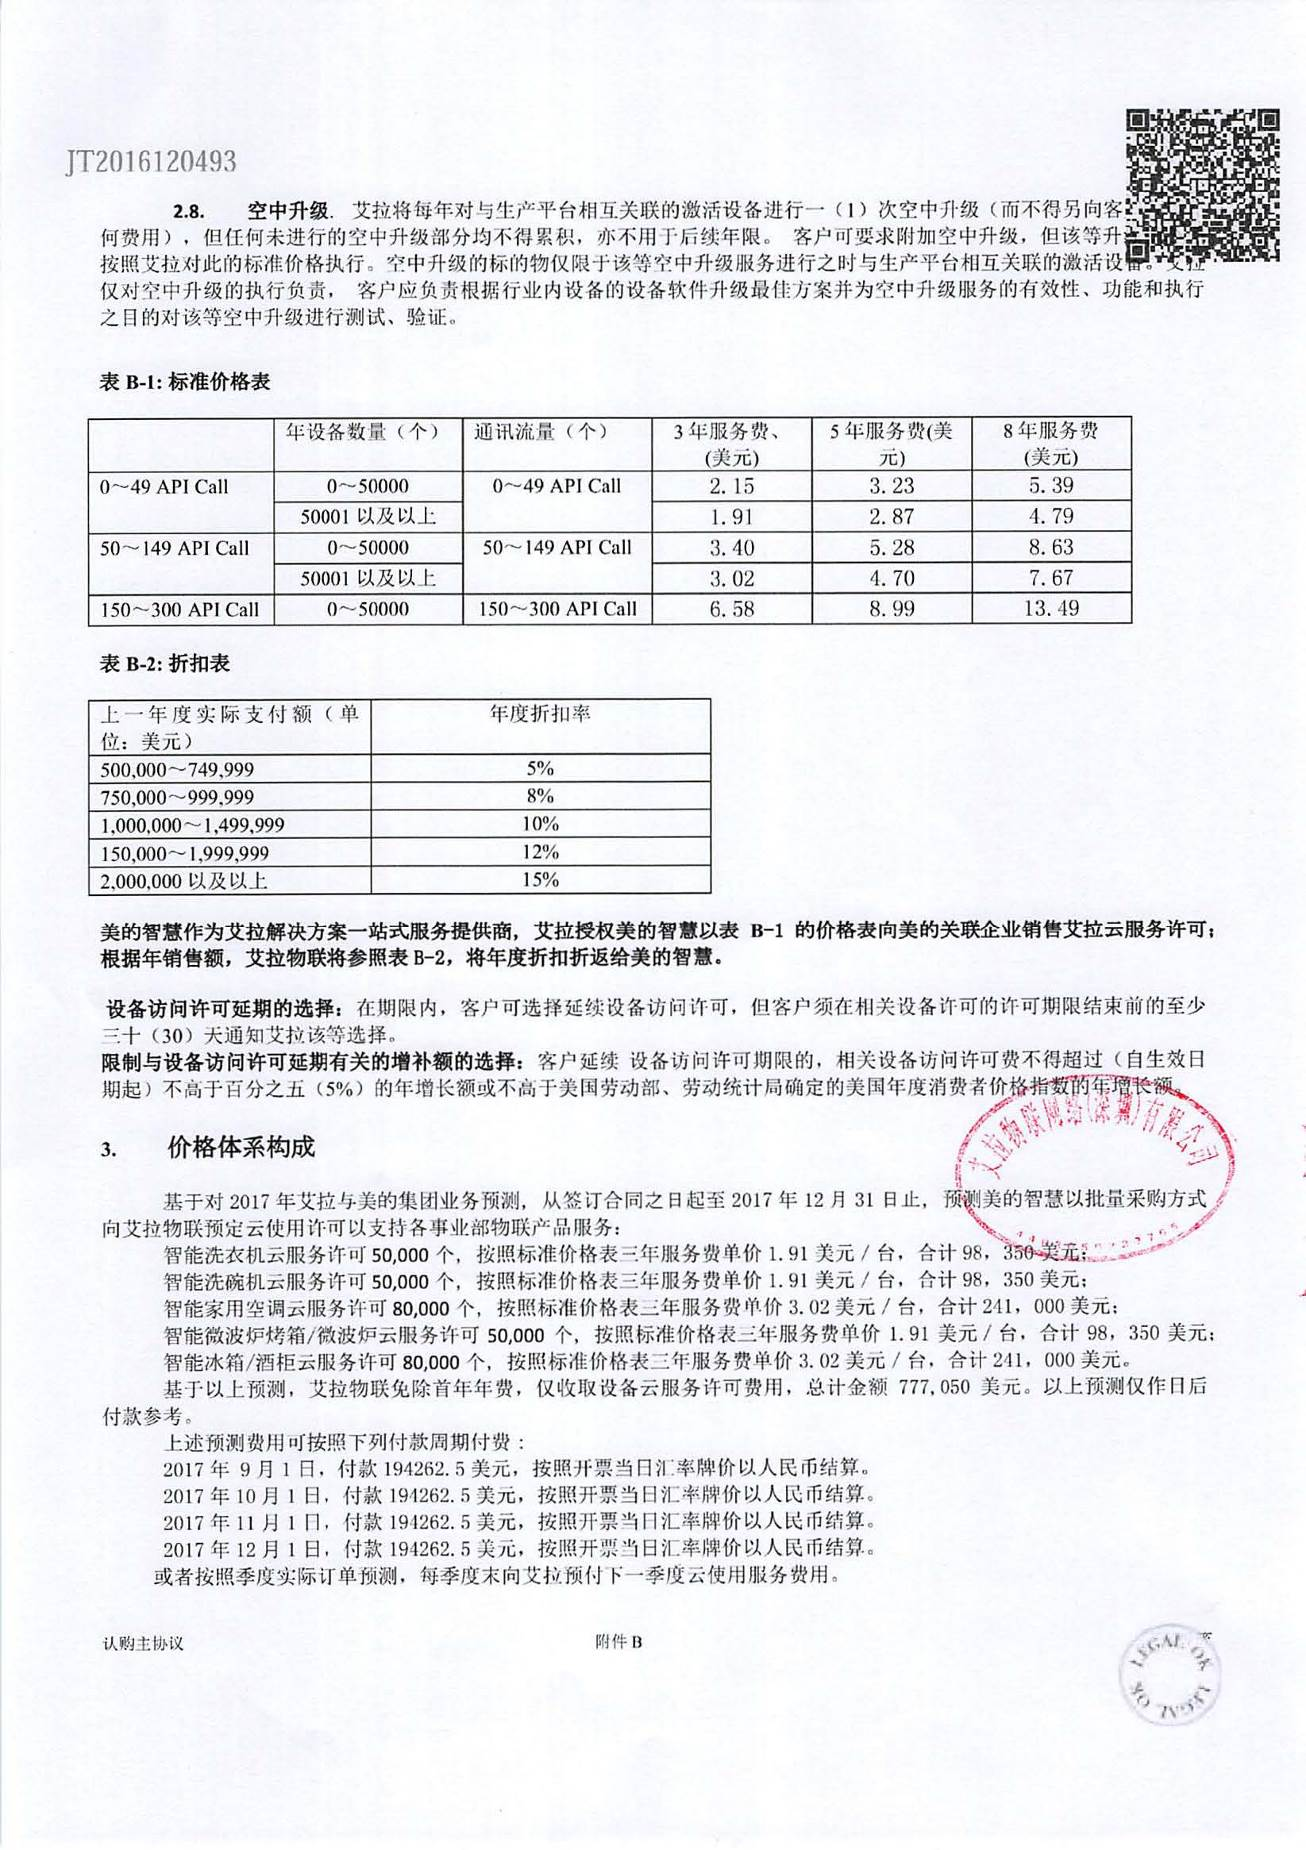 JT2016120493
2.8. 空中升级. 艾拉将每年对与生产平台相互关联的激活设备进行一（1）次空中升级（而不得另向客
何费用），但任何未进行的空中升级部分均不得累积，亦不用于后续年限。 客户可要求附加空中升级，但该等升
按照艾拉对此的标准价格执行。空中升级的标的物仅限于该等空中升级服务进行之时与生产平台相互关联的激活设备。艾拉
仅对空中升级的执行负责， 客户应负责根据行业内设备的设备软件升级最佳方案并为空中升级服务的有效性、功能和执行
之目的对该等空中升级进行测试、验证。
表 B-1: 标准价格表
年设备数量（个） 通讯流量（个） 3 年服务费、(美元) 5 年服务费(美元) 8 年服务费(美元)
0～49 API Call 0～50000 0～49 API Call 2.15 3.23 5.39
50001 以及以上 1.91 2.87 4.79
50～149 API Call 0～50000 50～149 API Call 3.40 5.28 8.63
50001 以及以上 3.02 4.70 7.67
150～300 API Call 0～50000 150～300 API Call 6.58 8.99 13.49
表 B-2: 折扣表
上一年度实际支付额（单位：美元） 年度折扣率
500,000～749,999 5%
750,000～999,999 8%
1,000,000～1,499,999 10%
150,000～1,999,999 12%
2,000,000 以及以上 15%
美的智慧作为艾拉解决方案一站式服务提供商，艾拉授权美的智慧以表 B-1 的价格表向美的关联企业销售艾拉云服务许可；
根据年销售额，艾拉物联将参照表 B-2，将年度折扣折返给美的智慧。
设备访问许可延期的选择：在期限内，客户可选择延续设备访问许可，但客户须在相关设备许可的许可期限结束前的至少
三十（30）天通知艾拉该等选择。
限制与设备访问许可延期有关的增补额的选择：客户延续 设备访问许可期限的，相关设备访问许可费不得超过（自生效日
期起）不高于百分之五（5%）的年增长额或不高于美国劳动部、劳动统计局确定的美国年度消费者价格指数的年增长额。
艾拉物联网络(深圳)有限公司
3. 价格体系构成
基于对 2017 年艾拉与美的集团业务预测，从签订合同之日起至 2017 年 12 月 31 日止，预测美的智慧以批量采购方式
向艾拉物联预定云使用许可以支持各事业部物联产品服务：
智能洗衣机云服务许可 50,000 个，按照标准价格表三年服务费单价 1.91 美元／台，合计 98，350 美元；
智能洗碗机云服务许可 50,000 个，按照标准价格表三年服务费单价 1.91 美元／台，合计 98，350 美元；
智能家用空调云服务许可 80,000 个，按照标准价格表三年服务费单价 3.02 美元／台，合计 241，000 美元；
智能微波炉烤箱/微波炉云服务许可 50,000 个，按照标准价格表三年服务费单价 1.91 美元／台，合计 98，350 美元；
智能冰箱/酒柜云服务许可 80,000 个，按照标准价格表三年服务费单价 3.02 美元／台，合计 241，000 美元。
基于以上预测，艾拉物联免除首年年费，仅收取设备云服务许可费用，总计金额 777,050 美元。以上预测仅作日后
付款参考。
上述预测费用可按照下列付款周期付费：
2017 年 9 月 1 日，付款 194262.5 美元，按照开票当日汇率牌价以人民币结算。
2017 年 10 月 1 日，付款 194262.5 美元，按照开票当日汇率牌价以人民币结算。
2017 年 11 月 1 日，付款 194262.5 美元，按照开票当日汇率牌价以人民币结算。
2017 年 12 月 1 日，付款 194262.5 美元，按照开票当日汇率牌价以人民币结算。
或者按照季度实际订单预测，每季度末向艾拉预付下一季度云使用服务费用。
认购主协议 附件 B
LEGAL OK LEGAL OK